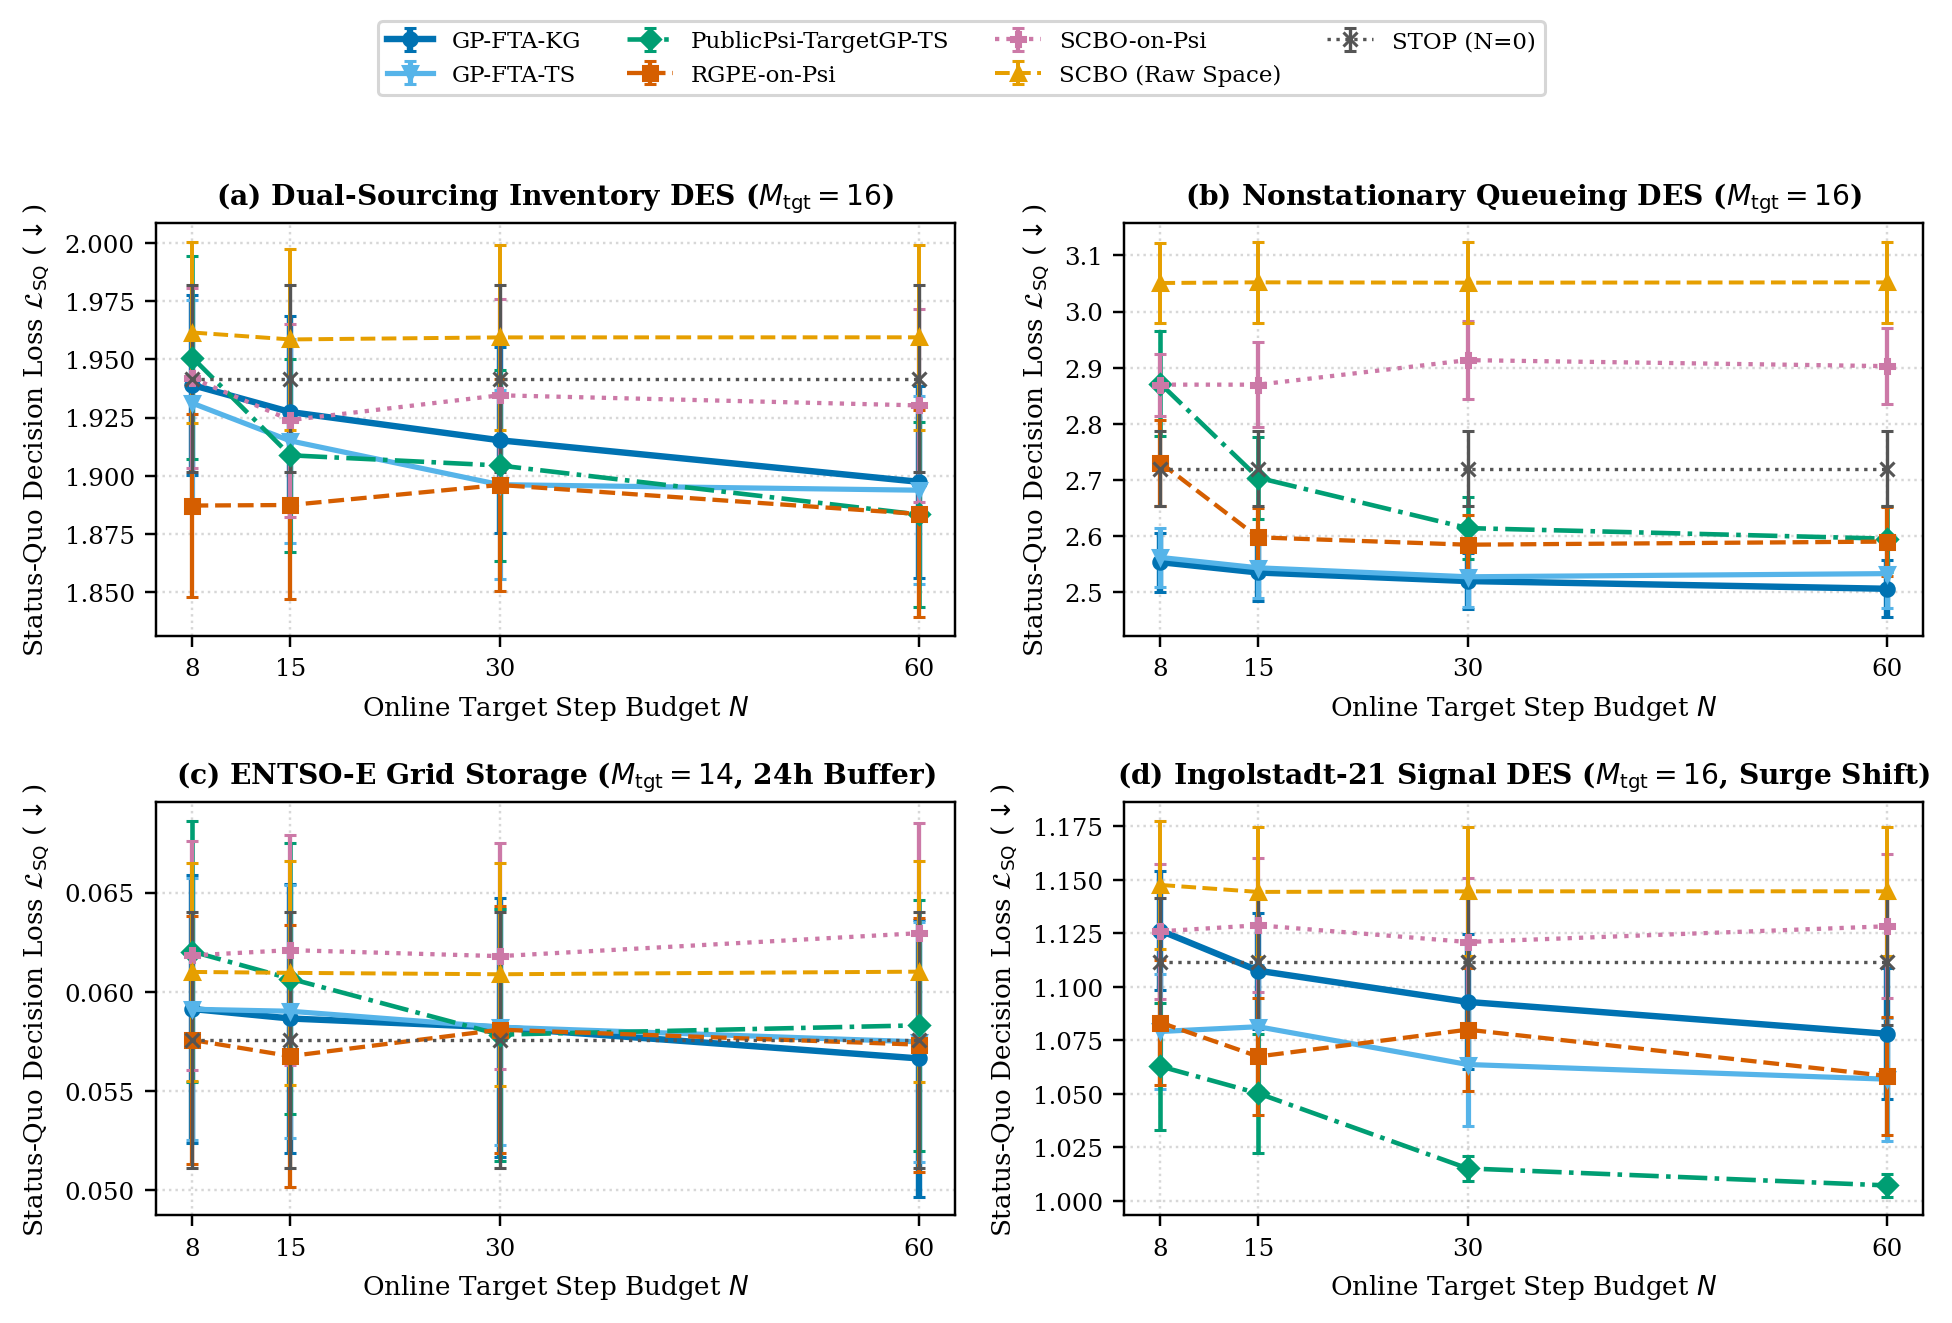 GP-FTA-KG
GP-FTA-TS
PublicPsi-TargetGP-TS
RGPE-on-Psi
SCBO-on-Psi
SCBO (Raw Space)
STOP (N=0)
(a) Dual-Sourcing Inventory DES (M_tgt = 16)
Status-Quo Decision Loss ℒ_SQ (↓)
2.000
1.975
1.950
1.925
1.900
1.875
1.850
8 15 30 60
Online Target Step Budget N
(b) Nonstationary Queueing DES (M_tgt = 16)
Status-Quo Decision Loss ℒ_SQ (↓)
3.1
3.0
2.9
2.8
2.7
2.6
2.5
8 15 30 60
Online Target Step Budget N
(c) ENTSO-E Grid Storage (M_tgt = 14, 24h Buffer)
Status-Quo Decision Loss ℒ_SQ (↓)
0.065
0.060
0.055
0.050
8 15 30 60
Online Target Step Budget N
(d) Ingolstadt-21 Signal DES (M_tgt = 16, Surge Shift)
Status-Quo Decision Loss ℒ_SQ (↓)
1.175
1.150
1.125
1.100
1.075
1.050
1.025
1.000
8 15 30 60
Online Target Step Budget N